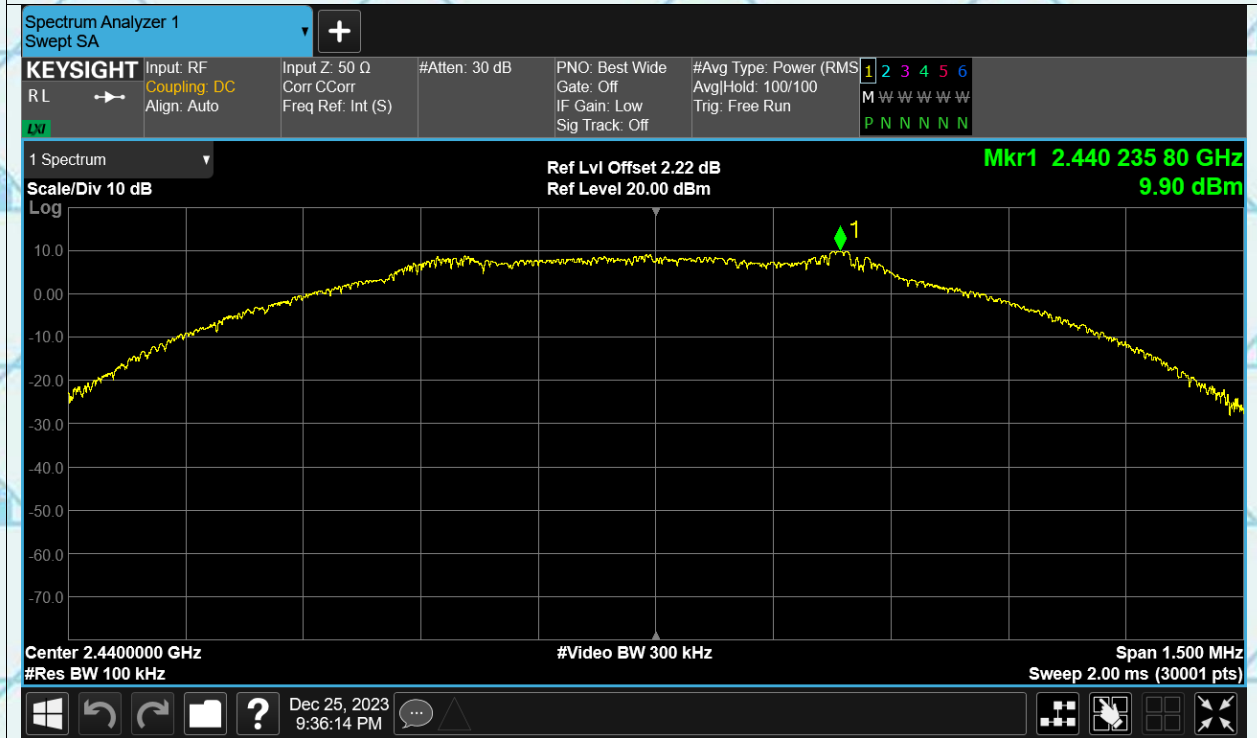 Spectrum Analyzer 1
Swept SA
KEYSIGHT
RL
LXI
Input: RF
Coupling: DC
Align: Auto
Input Z: 50 Ω
Corr CCorr
Freq Ref: Int (S)
#Atten: 30 dB
PNO: Best Wide
Gate: Off
IF Gain: Low
Sig Track: Off
#Avg Type: Power (RMS
Avg|Hold: 100/100
Trig: Free Run
1 2 3 4 5 6
M W W W W W
P N N N N N
1 Spectrum
Scale/Div 10 dB
Log
Ref Lvl Offset 2.22 dB
Ref Level 20.00 dBm
Mkr1 2.440 235 80 GHz
9.90 dBm
1
10.0
0.00
-10.0
-20.0
-30.0
-40.0
-50.0
-60.0
-70.0
Center 2.4400000 GHz
#Video BW 300 kHz
Span 1.500 MHz
#Res BW 100 kHz
Sweep 2.00 ms (30001 pts)
?
Dec 25, 2023
9:36:14 PM